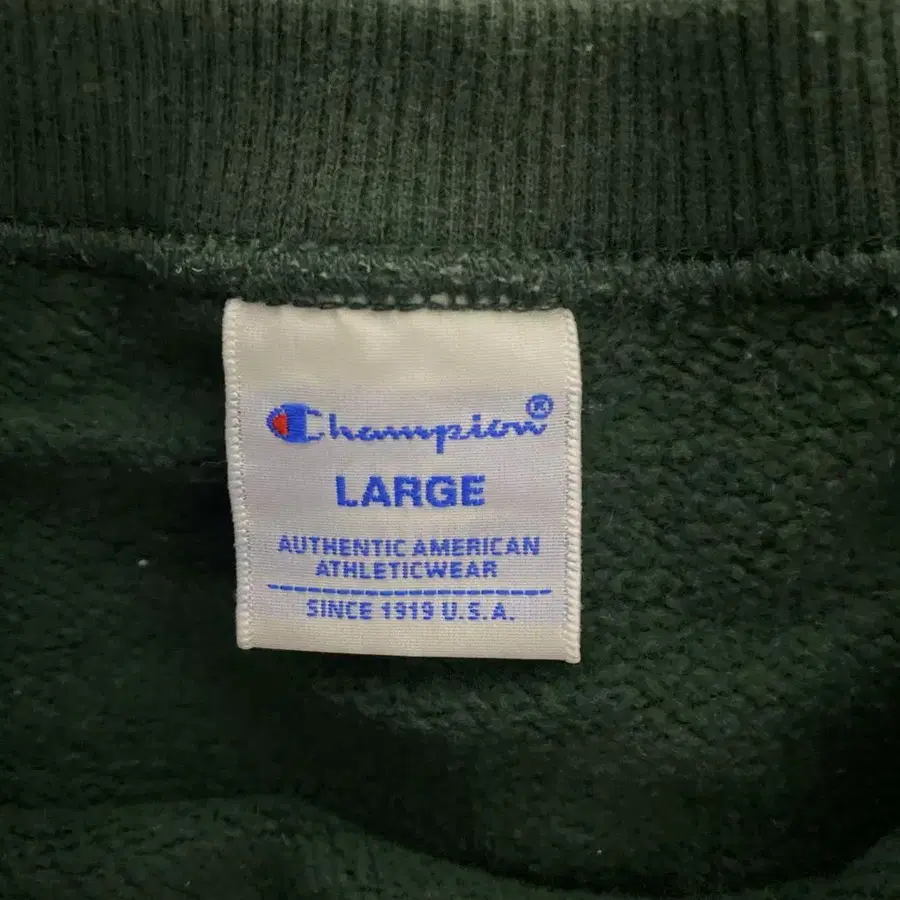 Champion®
LARGE
AUTHENTIC AMERICAN
ATHLETICWEAR
SINCE 1919 U.S.A.